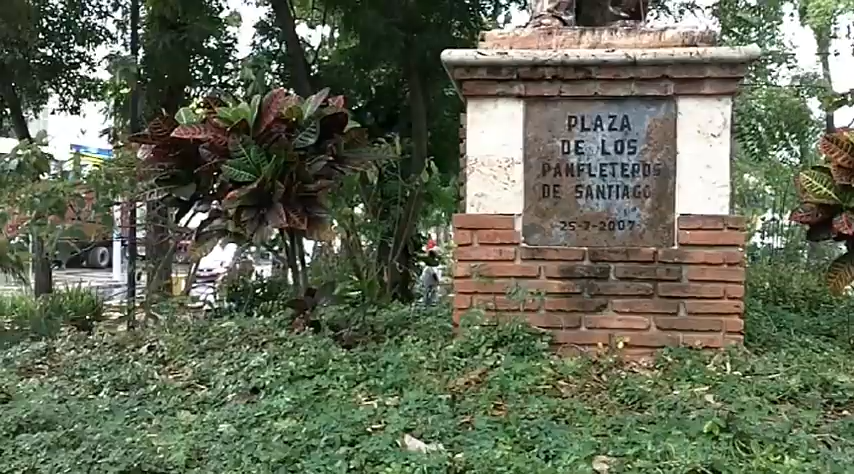 PLAZA
DE LOS
PANFLETEROS
DE SANTIAGO
25-7-2007